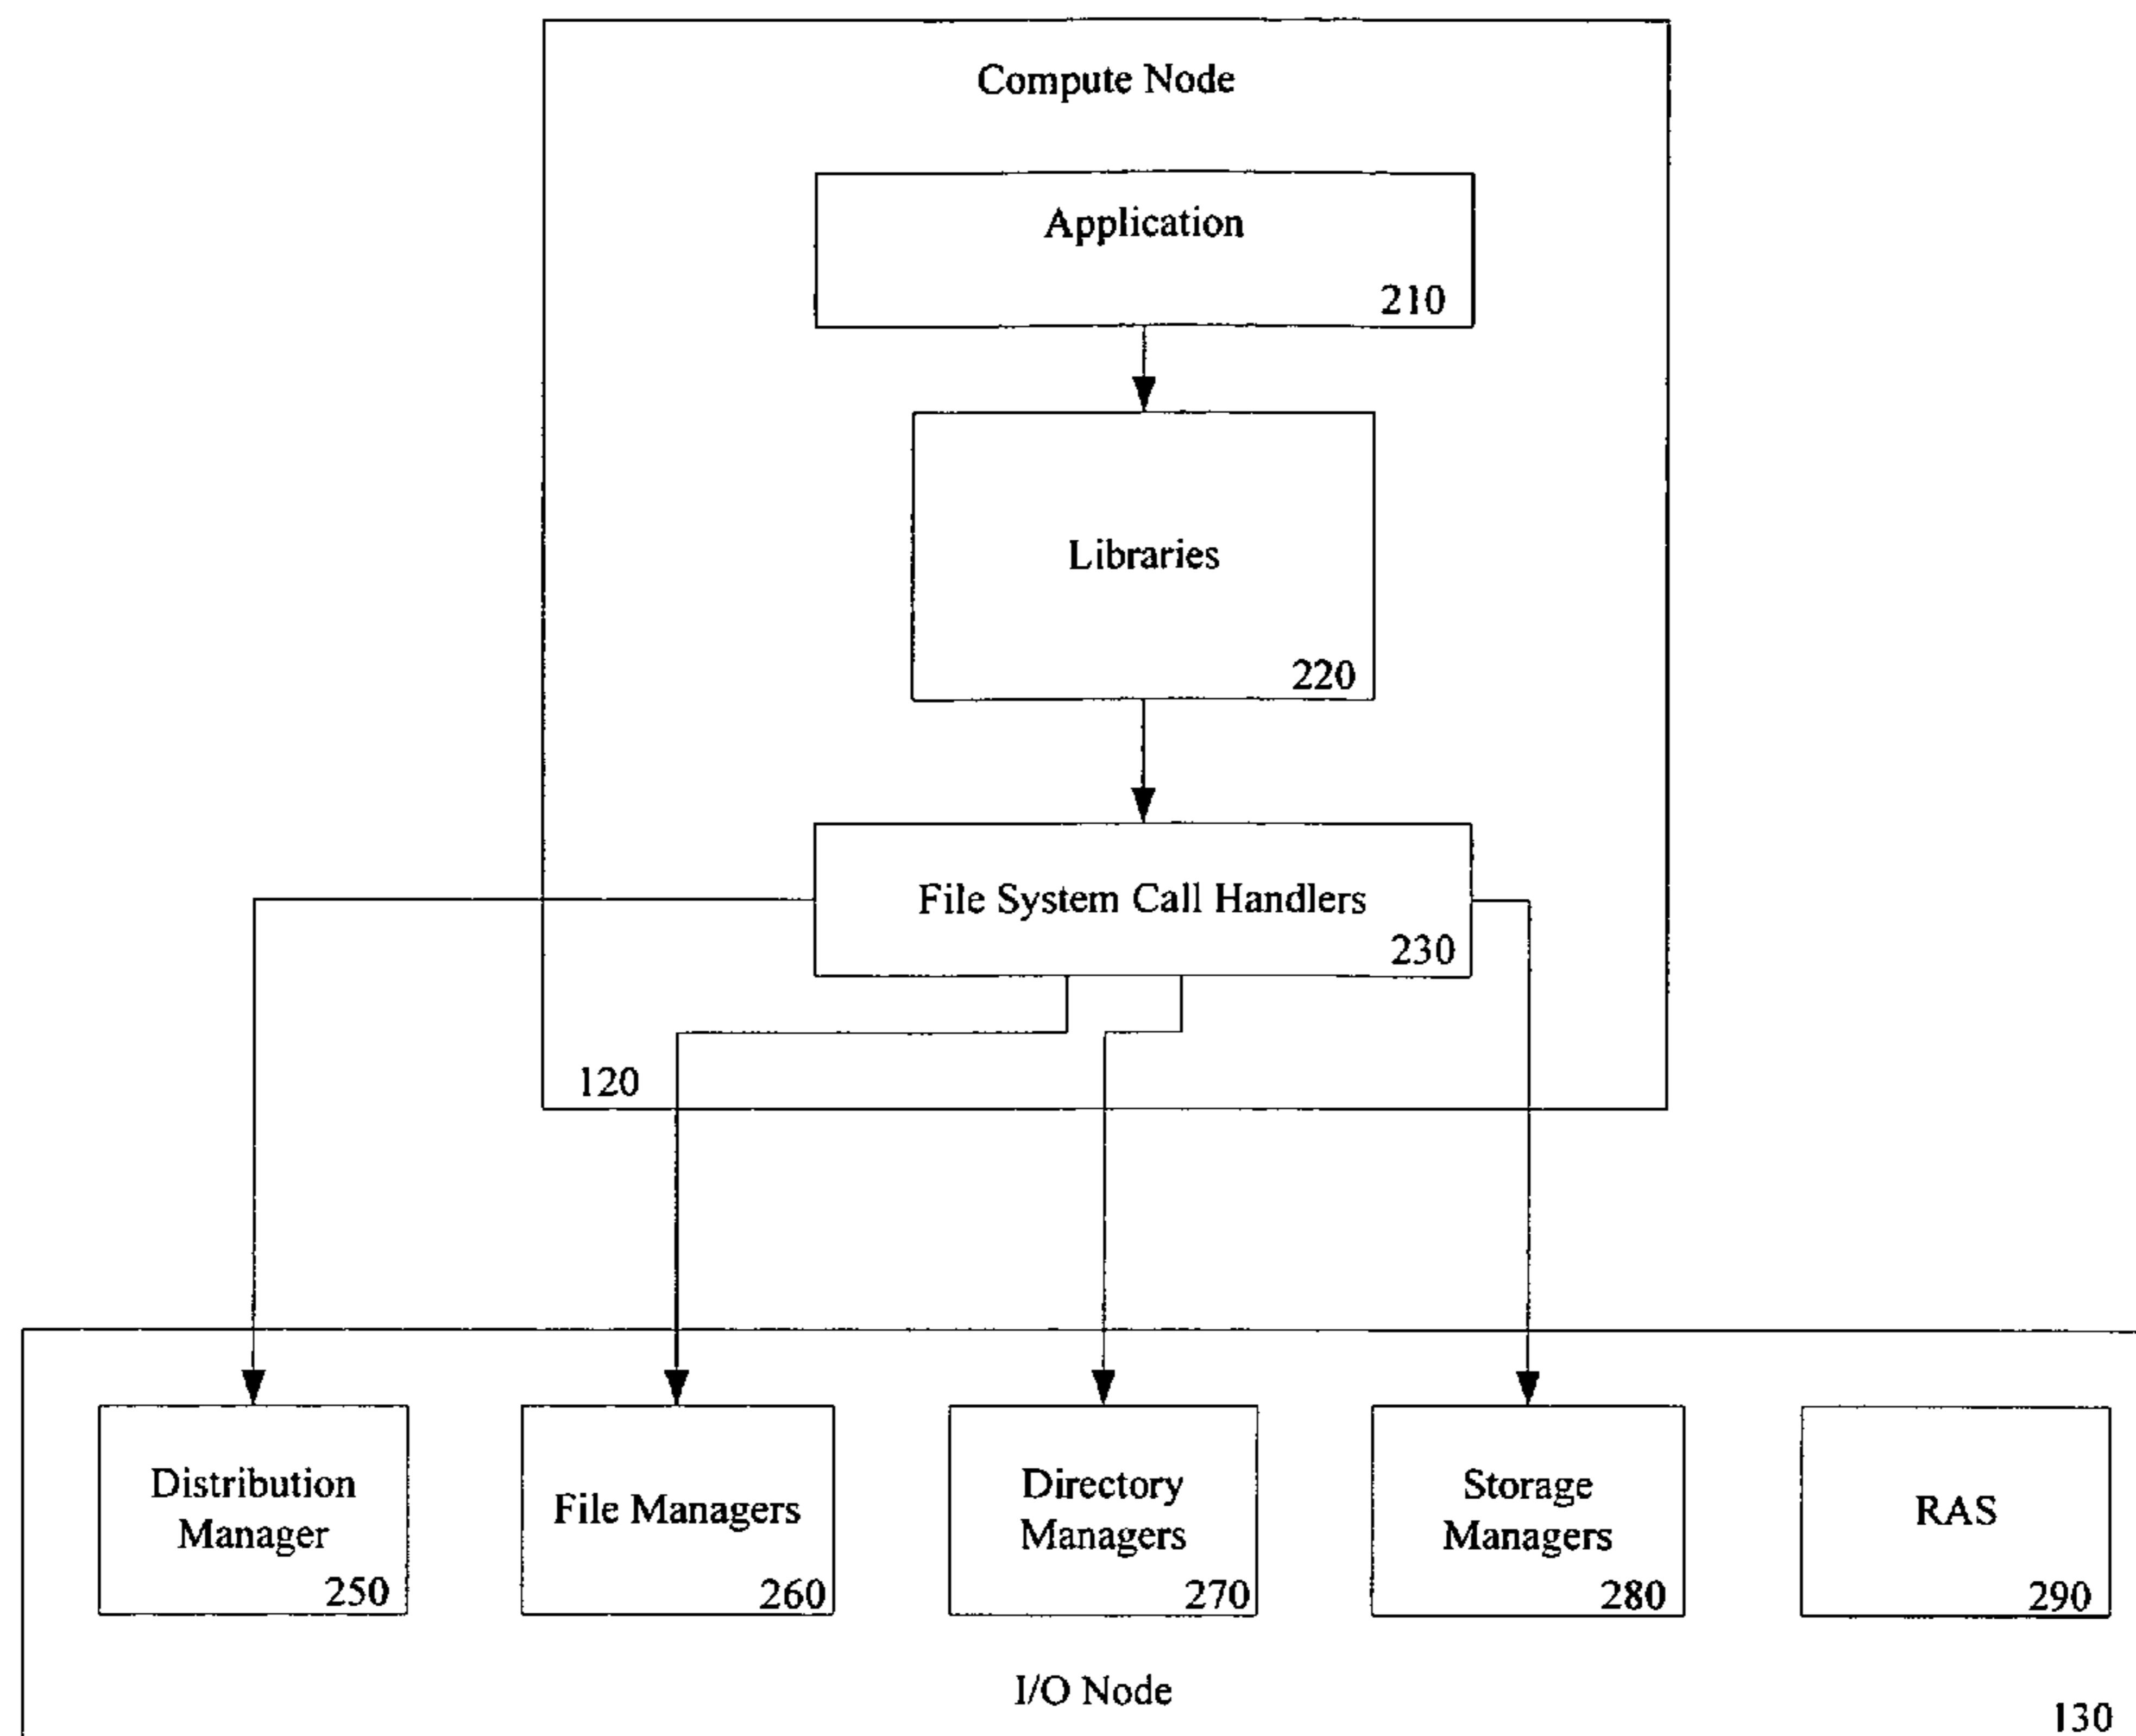 Compute Node
Application
210
Libraries
220
File System Call Handlers
230
120
Distribution
Manager
250
File Managers
260
Directory
Managers
270
Storage
Managers
280
RAS
290
I/O Node
130